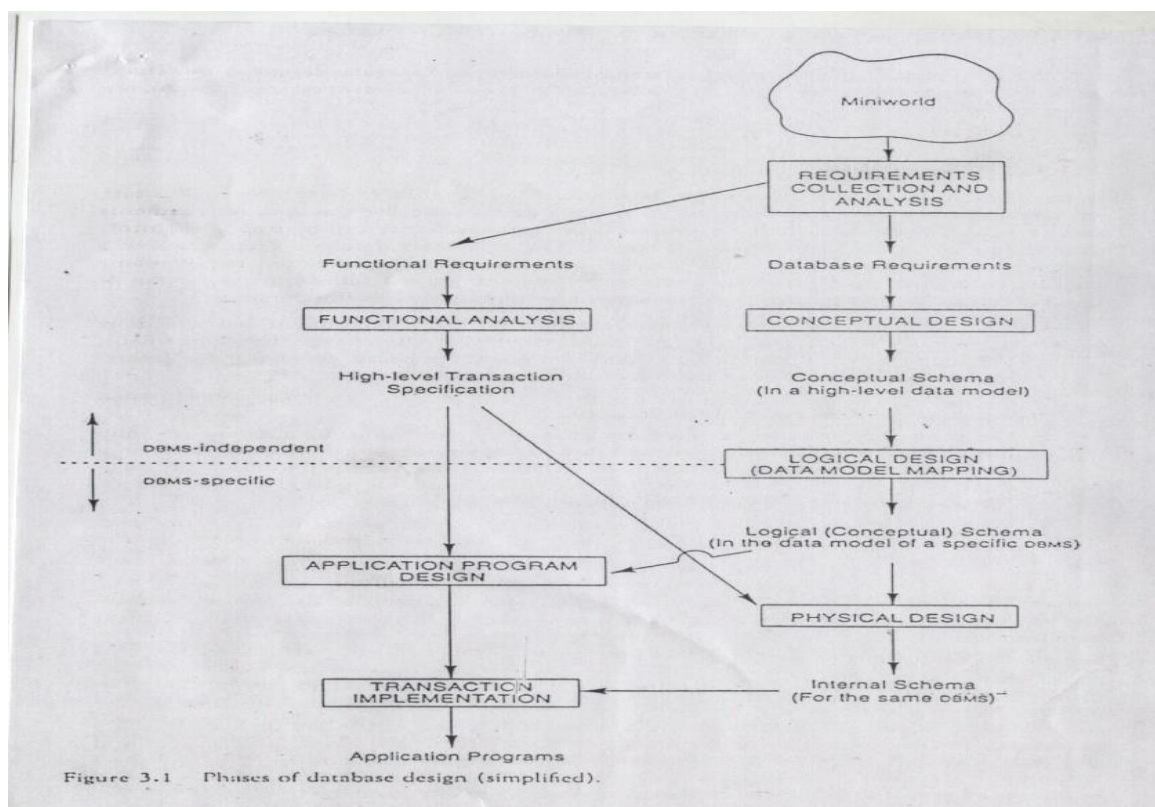 Miniworld
REQUIREMENTS
COLLECTION AND
ANALYSIS
Functional Requirements
Database Requirements
FUNCTIONAL ANALYSIS
CONCEPTUAL DESIGN
High-level Transaction
Specification
Conceptual Schema
(In a high-level data model)
DBMS-independent
LOGICAL DESIGN
(DATA MODEL MAPPING)
DBMS-specific
Logical (Conceptual) Schema
(In the data model of a specific DBMS)
APPLICATION PROGRAM
DESIGN
PHYSICAL DESIGN
TRANSACTION
IMPLEMENTATION
Internal Schema
(For the same DBMS)
Application Programs
Figure 3.1 Phases of database design (simplified).